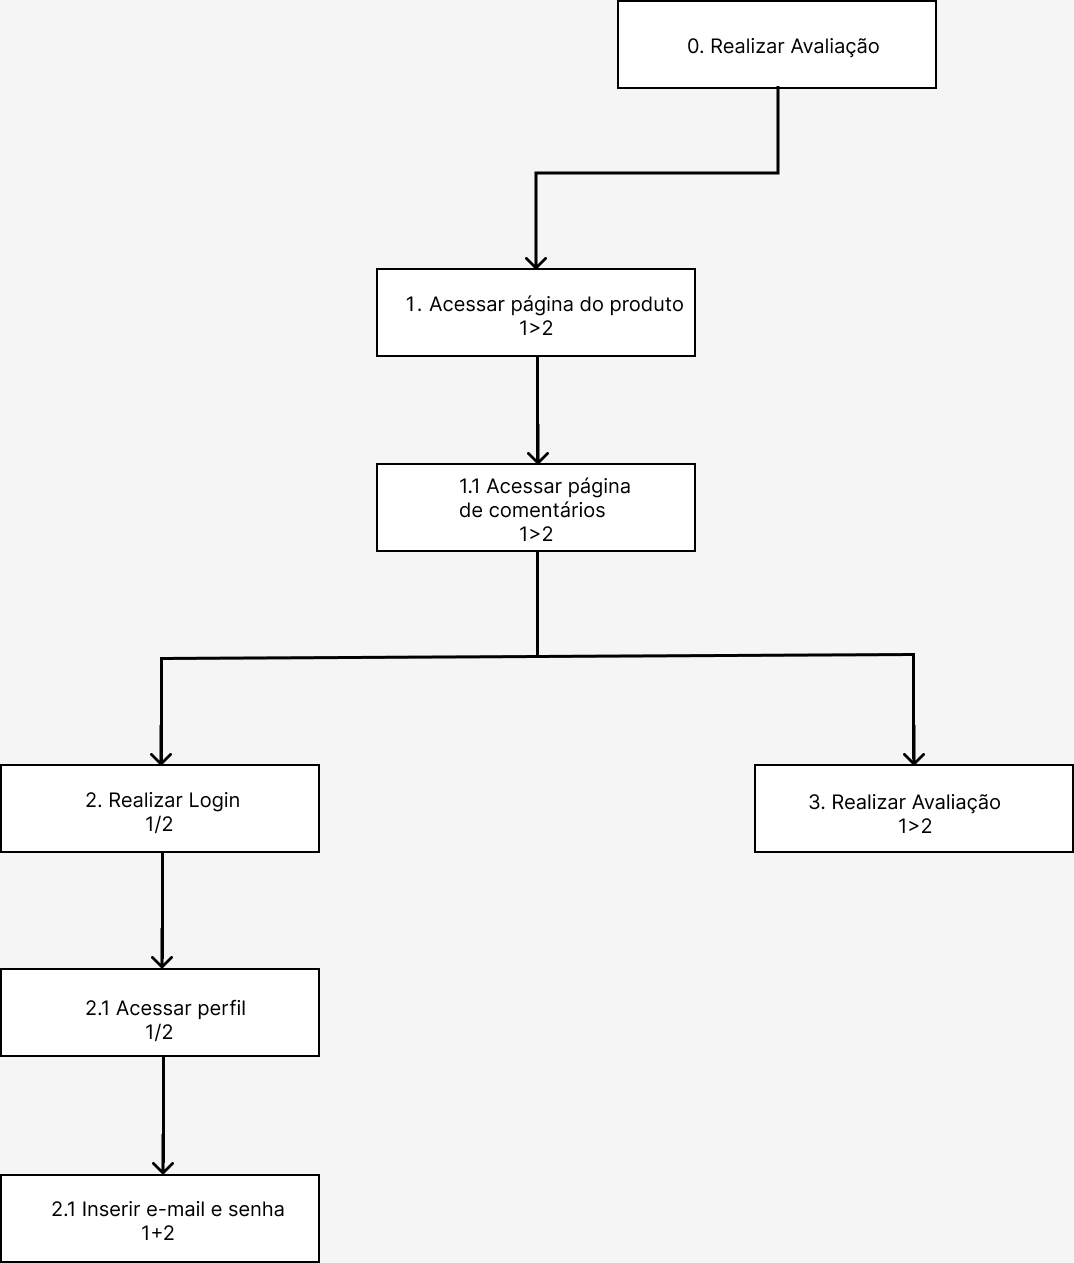 0. Realizar Avaliação
1. Acessar página do produto
1>2
1.1 Acessar página
de comentários
1>2
2. Realizar Login
1/2
3. Realizar Avaliação
1>2
2.1 Acessar perfil
1/2
2.1 Inserir e-mail e senha
1+2